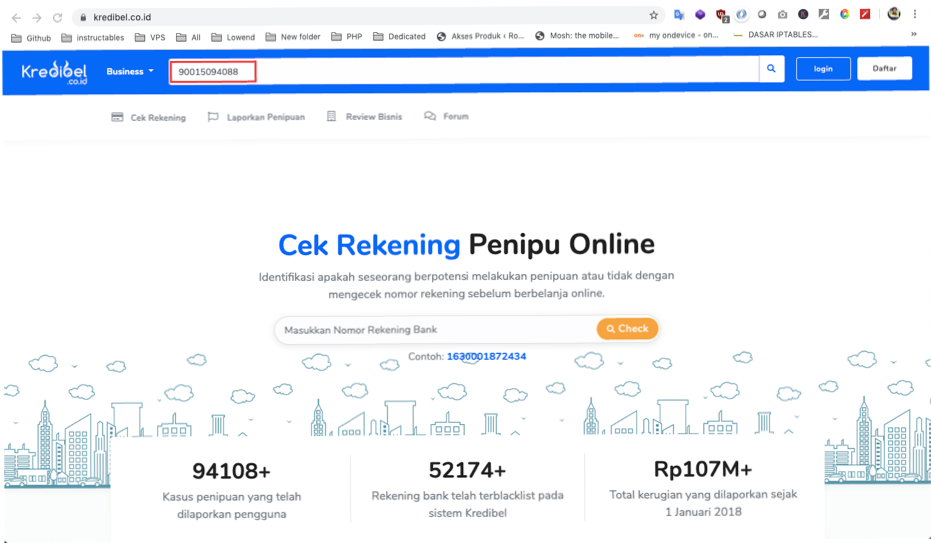 kredibel.co.id
Github instructables VPS All Lowend New folder PHP Dedicated Akses Produk ‹ Ro... Mosh: the mobile... my ondevice - on... DASAR IPTABLES... »
Kredibel .co.id Business 90015094088 login Daftar
Cek Rekening Laporkan Penipuan Review Bisnis Forum
Cek Rekening Penipu Online
Identifikasi apakah seseorang berpotensi melakukan penipuan atau tidak dengan
mengecek nomor rekening sebelum berbelanja online.
Masukkan Nomor Rekening Bank Check
Contoh: 1630001872434
94108+ 52174+ Rp107M+
Kasus penipuan yang telah Rekening bank telah terblacklist pada Total kerugian yang dilaporkan sejak
dilaporkan pengguna sistem Kredibel 1 Januari 2018